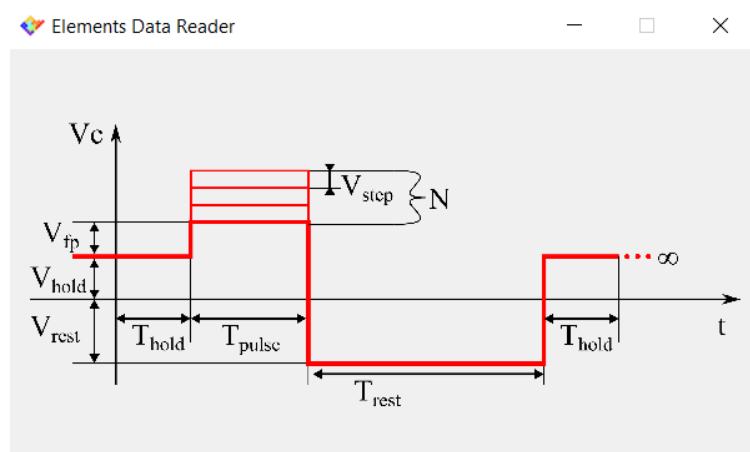 Elements Data Reader
Vc
Vstep
N
Vfp
∞
Vhold
Vrest
Thold
Tpulse
Thold
t
Trest